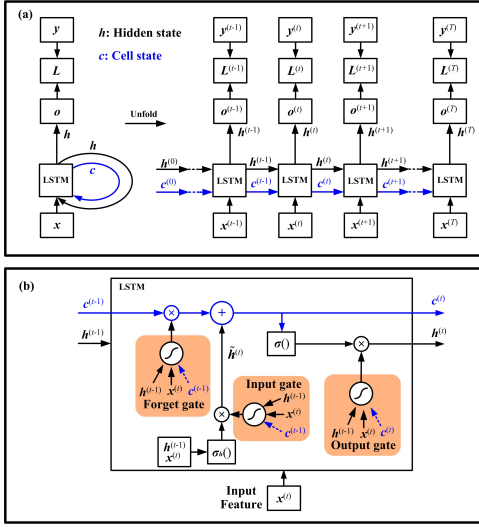 (a)
y h: Hidden state y(t-1) y(t) y(t+1) y(T)
c: Cell state
L L(t-1) L(t) L(t+1) L(T)
o Unfold o(t-1) o(t) o(t+1) o(T)
h h(t-1) h(t) h(t+1) h(T)
h h(0) h(t-1) h(t) h(t+1)
c
LSTM LSTM LSTM LSTM LSTM
c(0) c(t-1) c(t) c(t+1)
x x(t-1) x(t) x(t+1) x(T)
(b)
LSTM
c(t-1) × + c(t)
h(t-1) σ() × h(t)
h̃(t)
h(t-1) x(t) c(t-1)
Forget gate
Input gate
h(t-1)
x(t)
c(t-1)
×
h(t-1)
x(t)
σh()
h(t-1) x(t) c(t)
Output gate
Input
Feature
x(t)